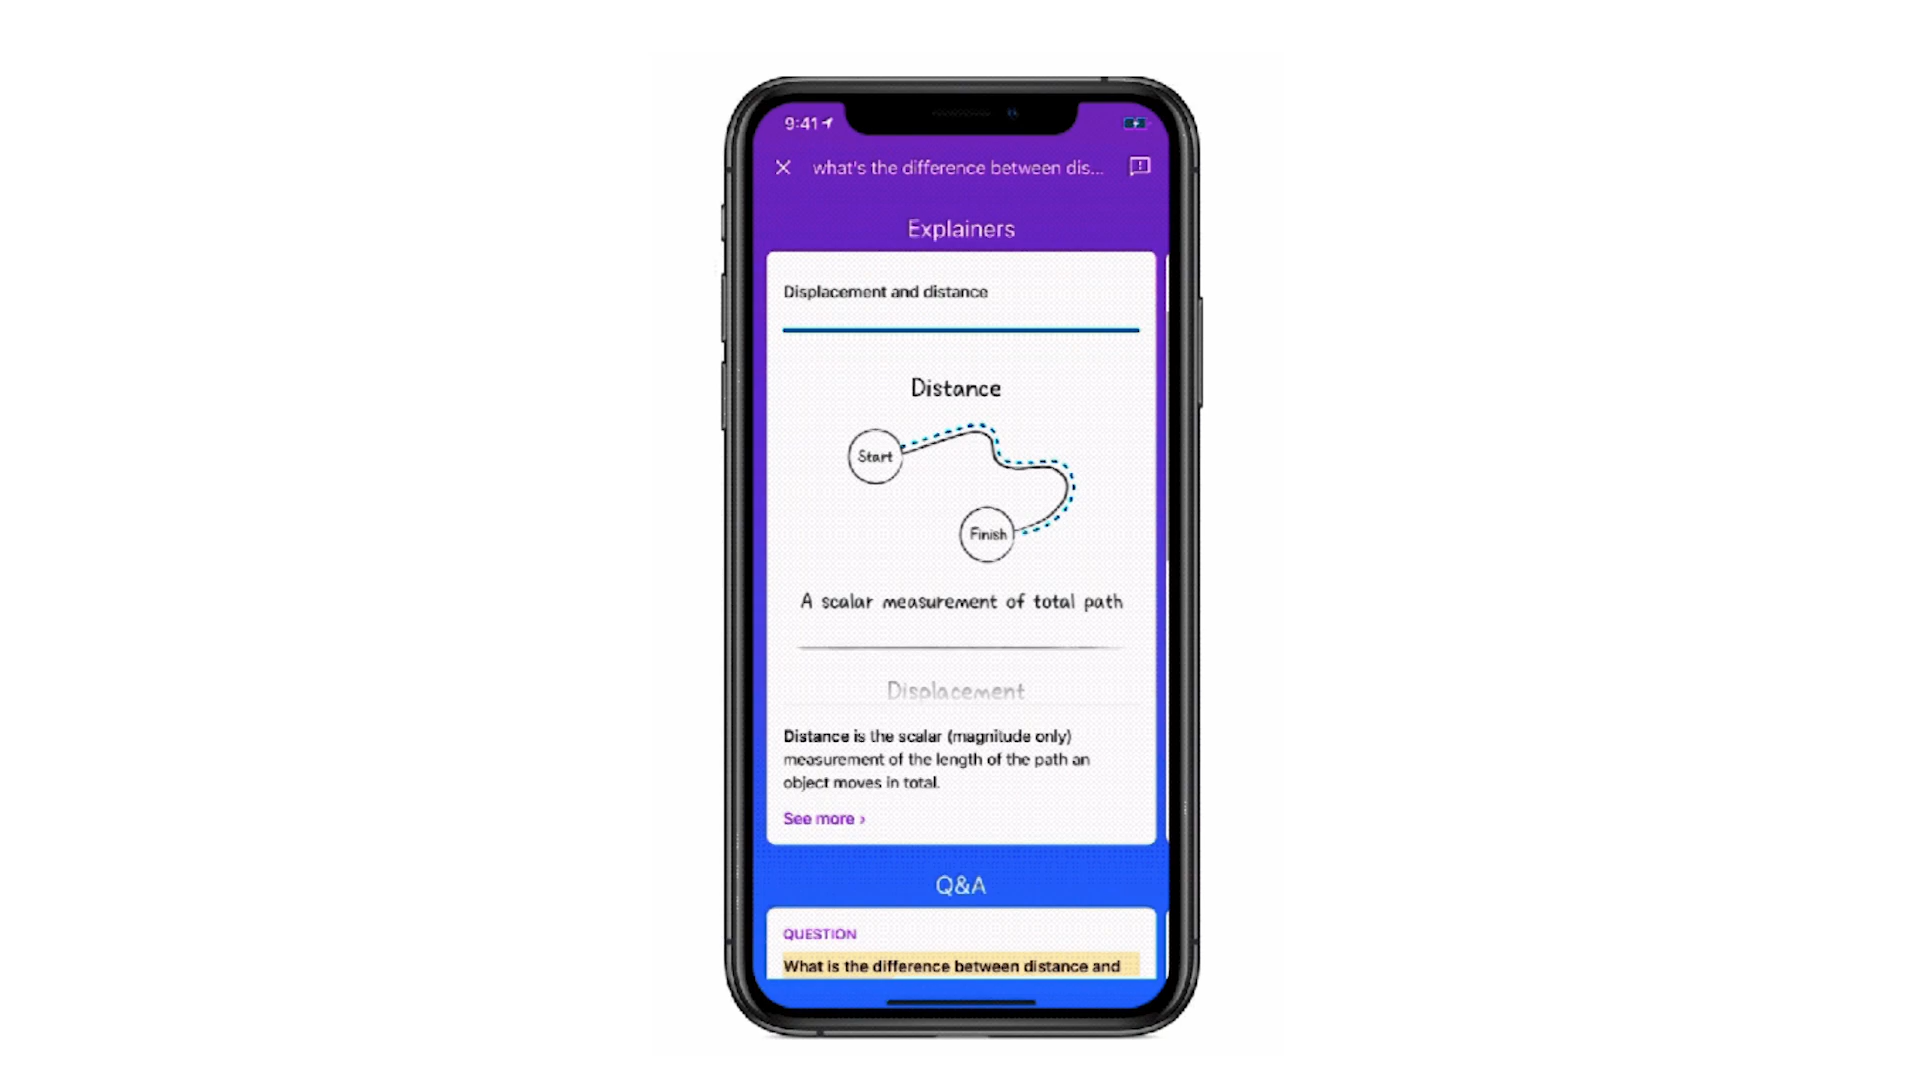 9:41
what's the difference between dis...
Explainers
Displacement and distance
Distance
Start
Finish
A scalar measurement of total path
Displacement
Distance is the scalar (magnitude only)
measurement of the length of the path an
object moves in total.
See more ›
Q&A
QUESTION
What is the difference between distance and